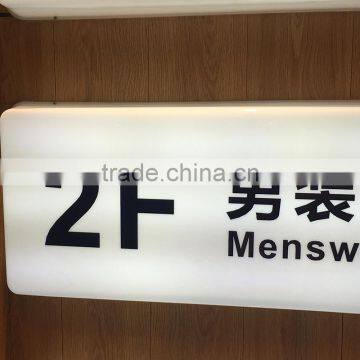 2F 男装
Mensw
trade.china.cn